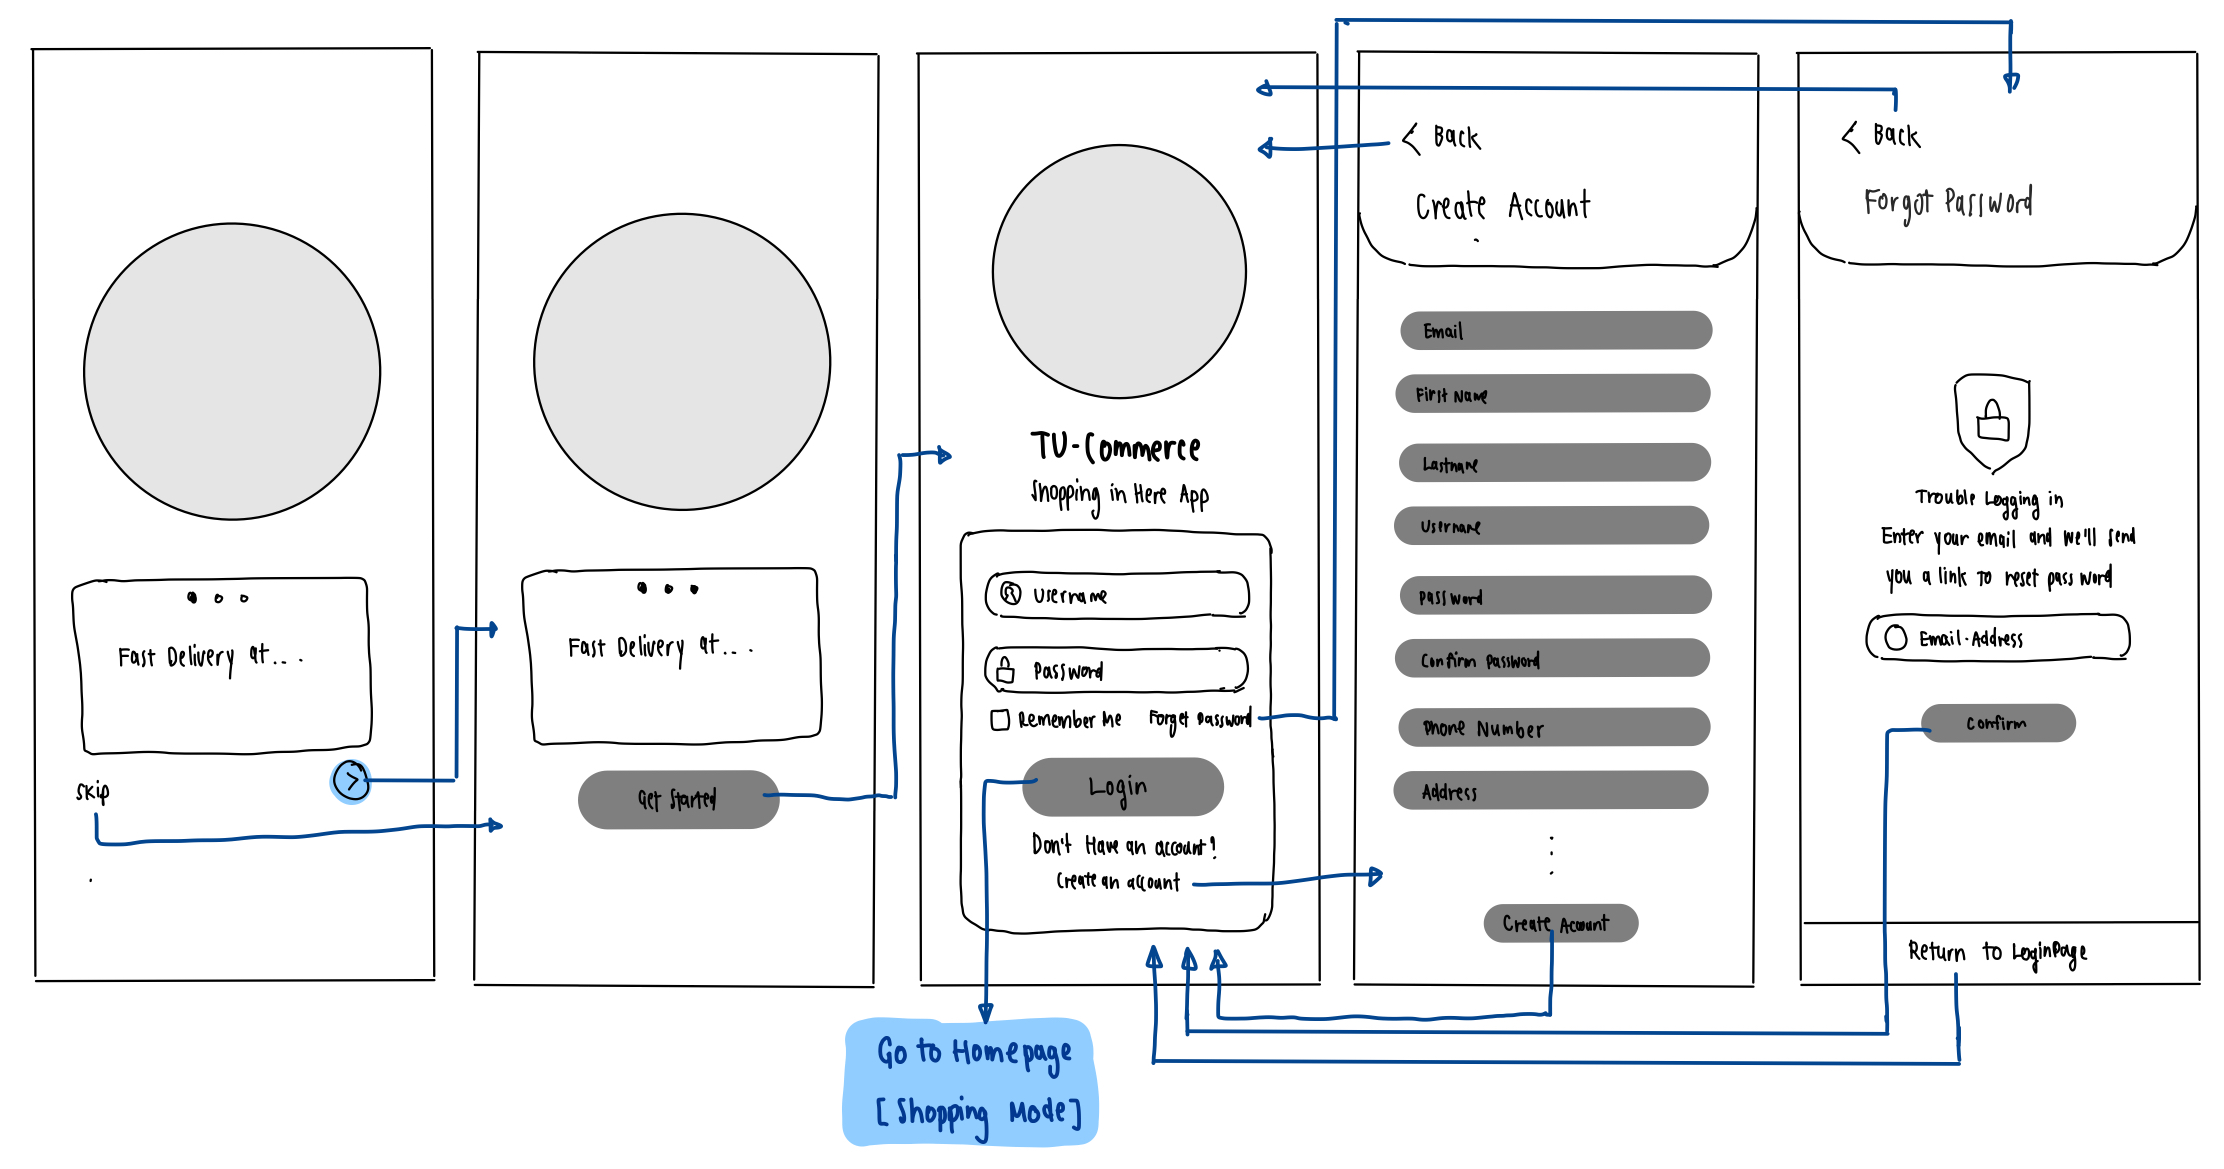 Fast Delivery at...
Skip
Fast Delivery at...
Get Started
TU-Commerce
Shopping in Here App
Username
Password
Remember Me
Forget Password
Login
Don't Have an account?
Create an account
Go to Homepage
[Shopping Mode]
< Back
Create Account
Email
First Name
Lastname
Username
Password
Confirm Password
Phone Number
Address
Create Account
< Back
Forgot Password
Trouble Logging in
Enter your email and we'll send
you a link to reset password
Email-Address
Confirm
Return to LoginPage